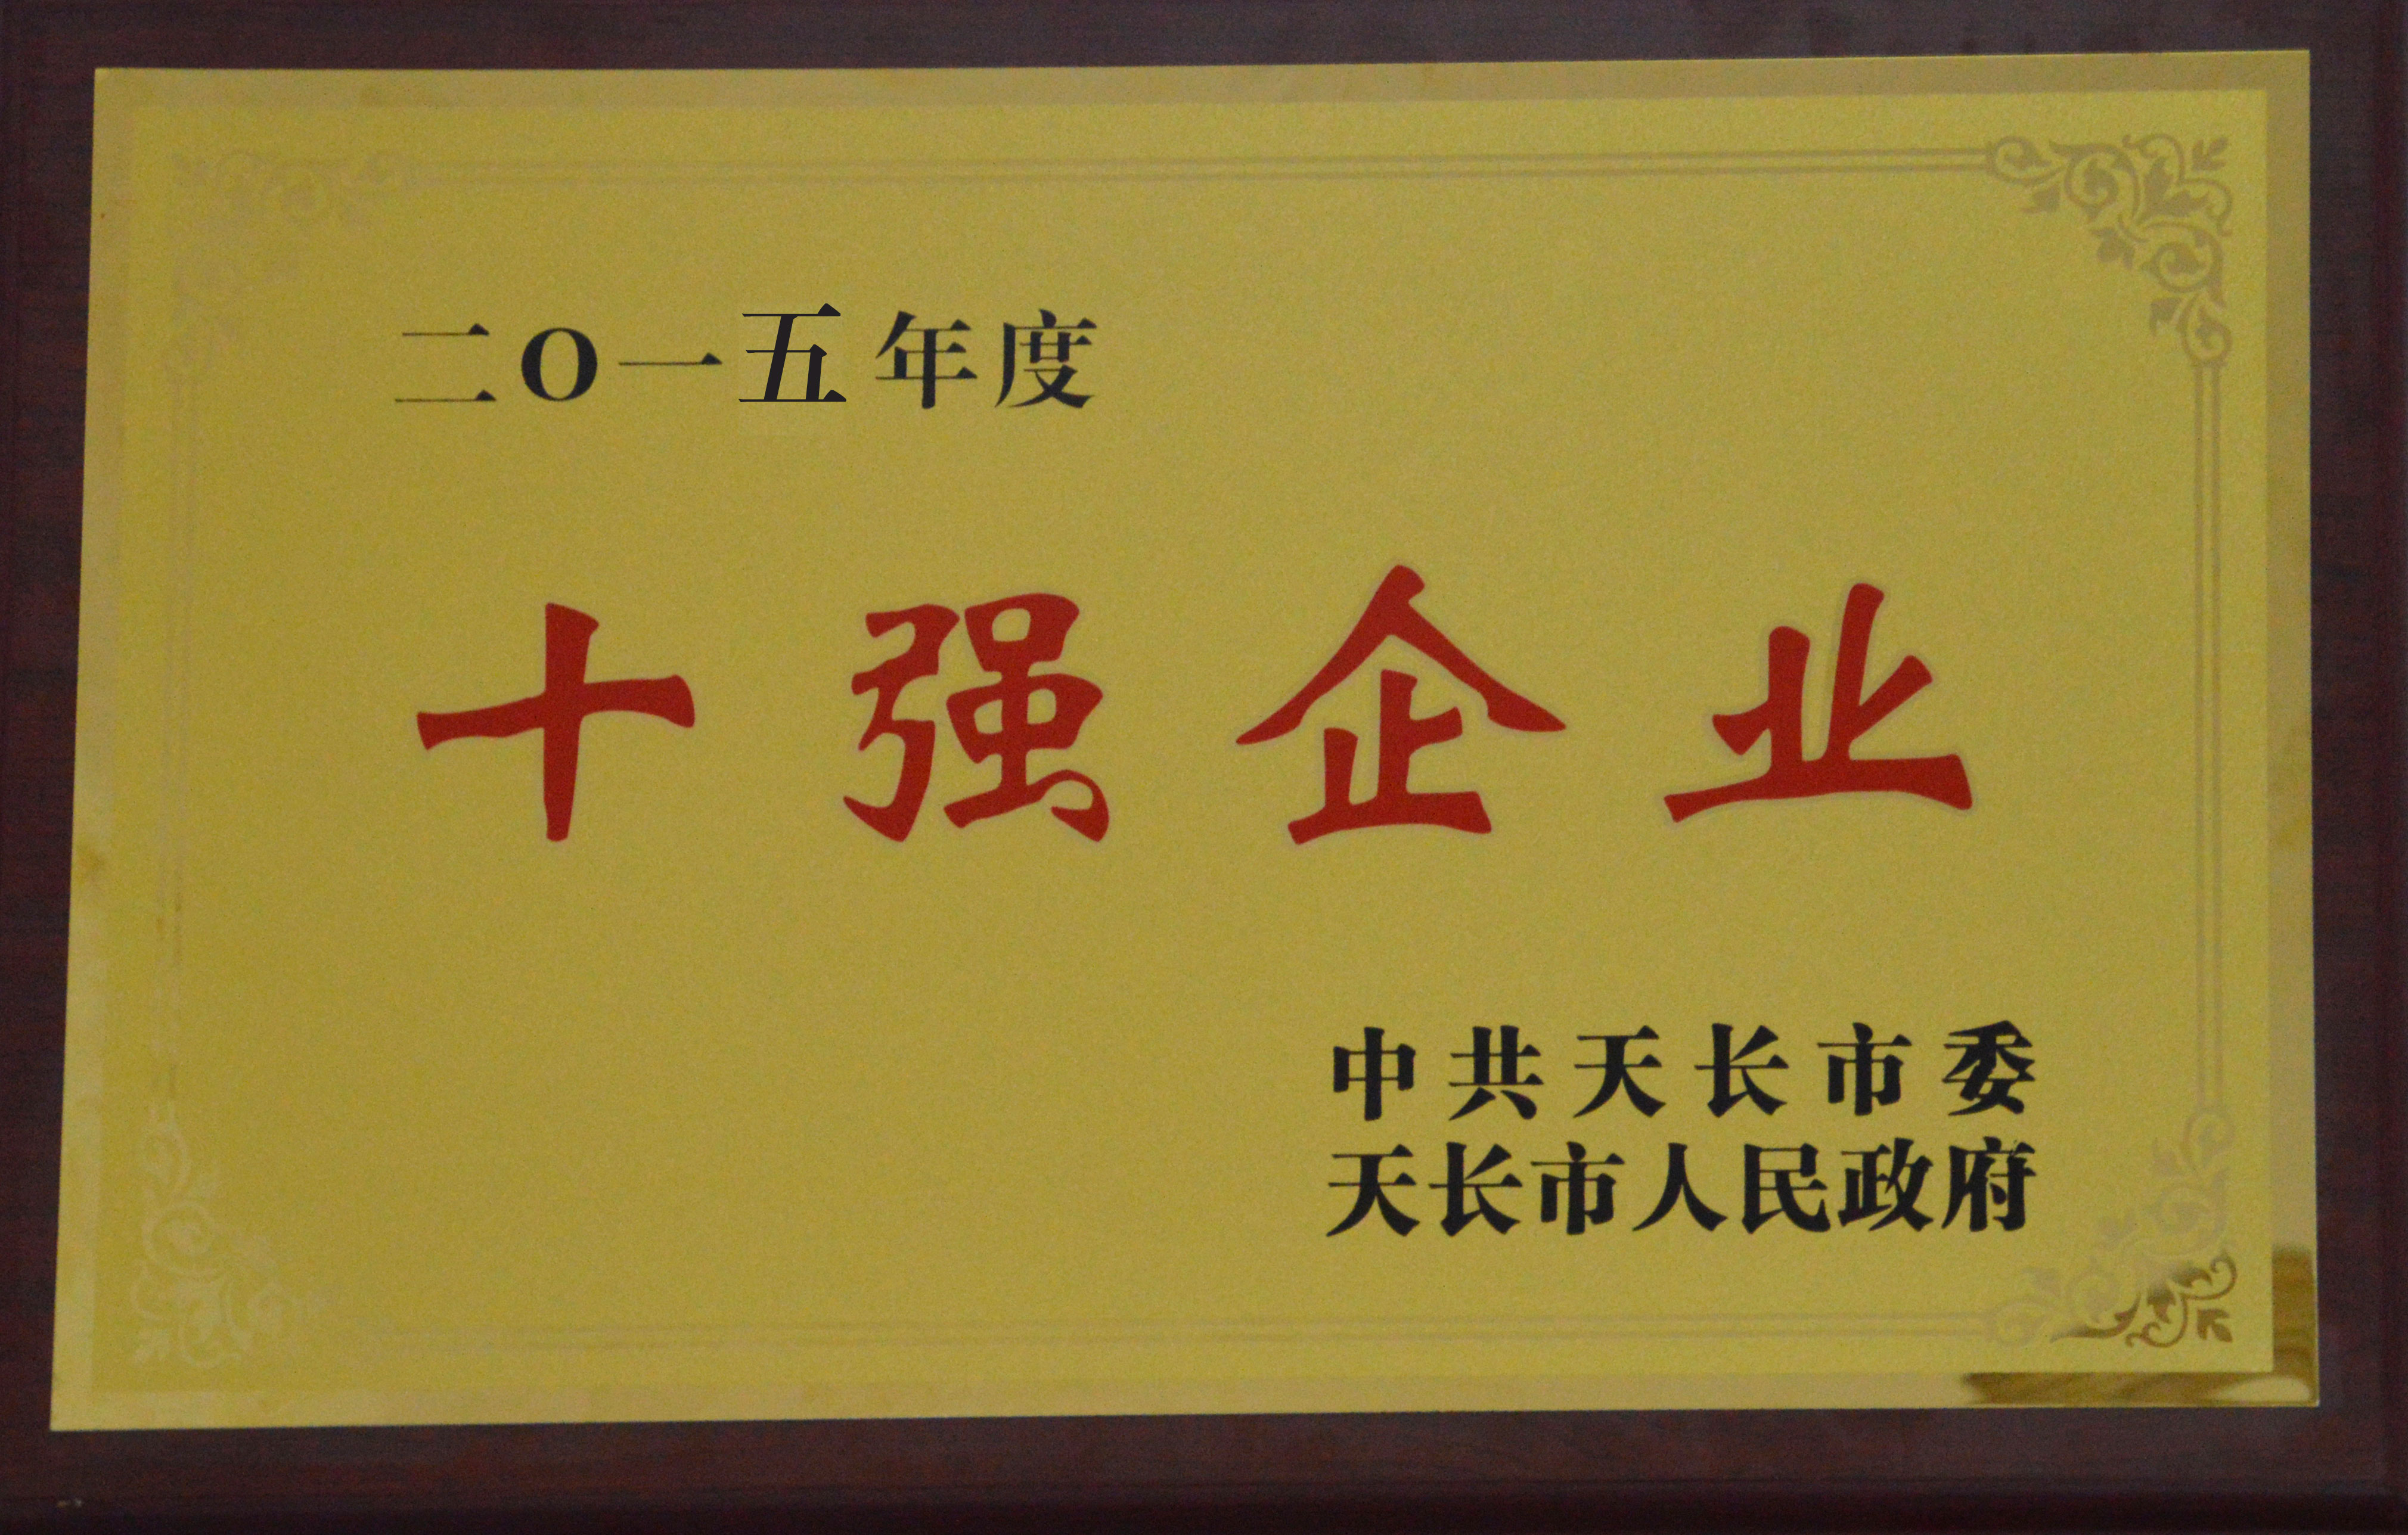 二O一五年度
十强企业
中共天长市委
天长市人民政府